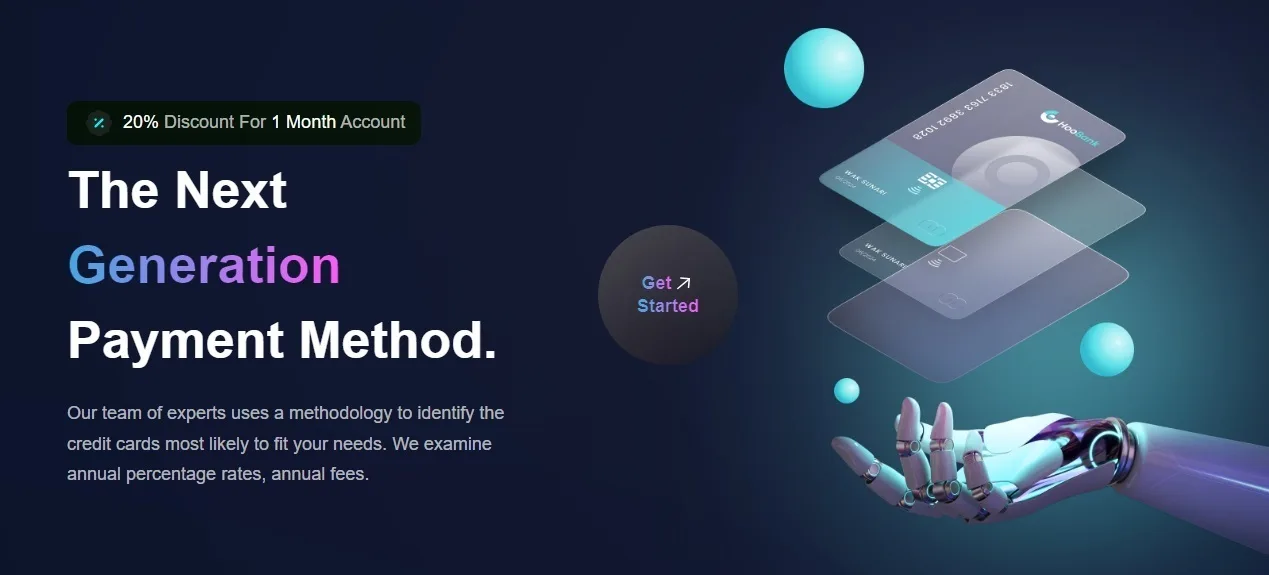 20% Discount For 1 Month Account
The Next
Generation
Payment Method.
Our team of experts uses a methodology to identify the
credit cards most likely to fit your needs. We examine
annual percentage rates, annual fees.
Get
Started
1833 7163 3892 1028
HooBank
WAK SUNARI
WAK SUNARI